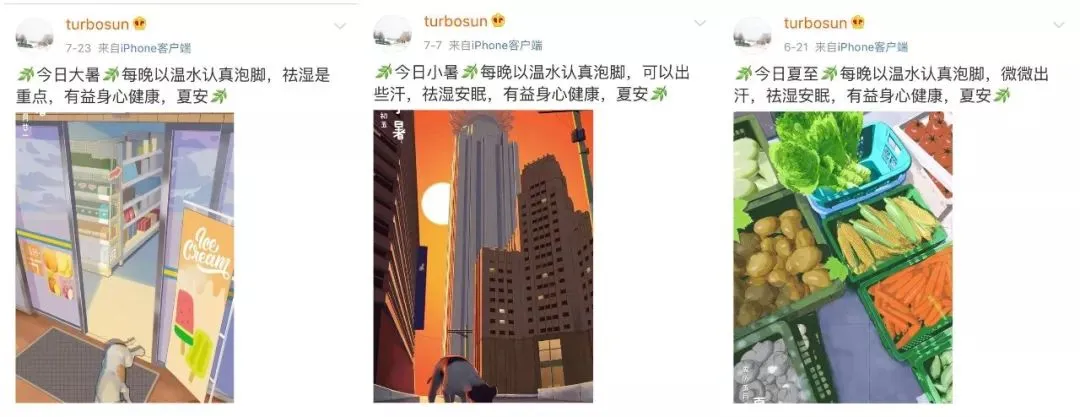 turbosun
7-23 来自iPhone客户端
今日大暑 每晚以温水认真泡脚，祛湿是
重点，有益身心健康，夏安
Ice
Cream
turbosun
7-7 来自iPhone客户端
今日小暑 每晚以温水认真泡脚，可以出
些汗，祛湿安眠，有益身心健康，夏安
初五
暑
turbosun
6-21 来自iPhone客户端
今日夏至 每晚以温水认真泡脚，微微出
汗，祛湿安眠，有益身心健康，夏安